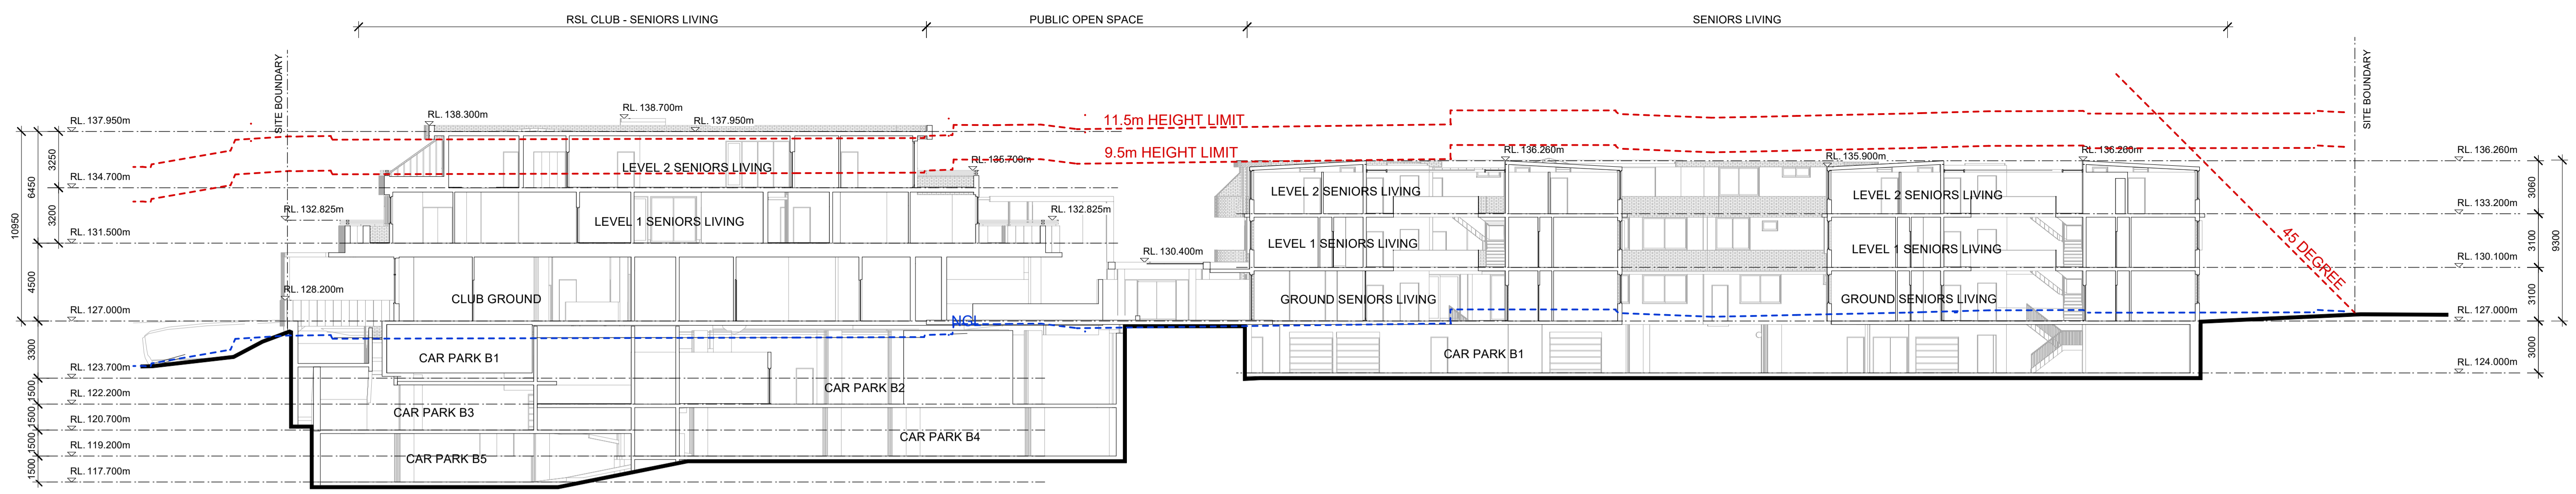 RSL CLUB - SENIORS LIVING
PUBLIC OPEN SPACE
SENIORS LIVING
SITE BOUNDARY
SITE BOUNDARY
RL. 137.950m
RL. 138.300m
RL. 138.700m
RL. 137.950m
11.5m HEIGHT LIMIT
9.5m HEIGHT LIMIT
RL. 135.700m
RL. 136.260m
RL. 135.900m
RL. 136.260m
RL. 136.260m
3250
LEVEL 2 SENIORS LIVING
RL. 134.700m
6450
LEVEL 2 SENIORS LIVING
LEVEL 2 SENIORS LIVING
3060
3200
RL. 132.825m
LEVEL 1 SENIORS LIVING
RL. 132.825m
RL. 133.200m
10950
RL. 131.500m
LEVEL 1 SENIORS LIVING
LEVEL 1 SENIORS LIVING
3100
9300
RL. 130.400m
45 DEGREE
RL. 130.100m
4500
RL. 128.200m
CLUB GROUND
GROUND SENIORS LIVING
GROUND SENIORS LIVING
3100
RL. 127.000m
NGL
RL. 127.000m
3300
CAR PARK B1
CAR PARK B1
3000
RL. 123.700m
RL. 124.000m
CAR PARK B2
1500
RL. 122.200m
CAR PARK B3
1500
RL. 120.700m
CAR PARK B4
1500
RL. 119.200m
CAR PARK B5
1500
RL. 117.700m